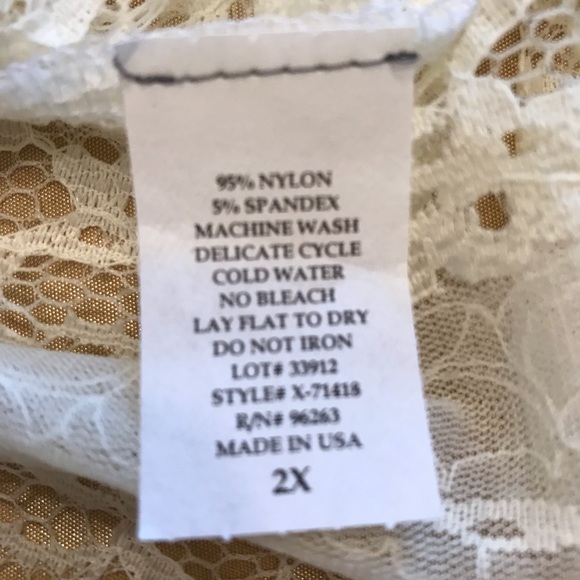 95% NYLON
5% SPANDEX
MACHINE WASH
DELICATE CYCLE
COLD WATER
NO BLEACH
LAY FLAT TO DRY
DO NOT IRON
LOT# 33912
STYLE# X-71418
R/N# 96263
MADE IN USA
2X